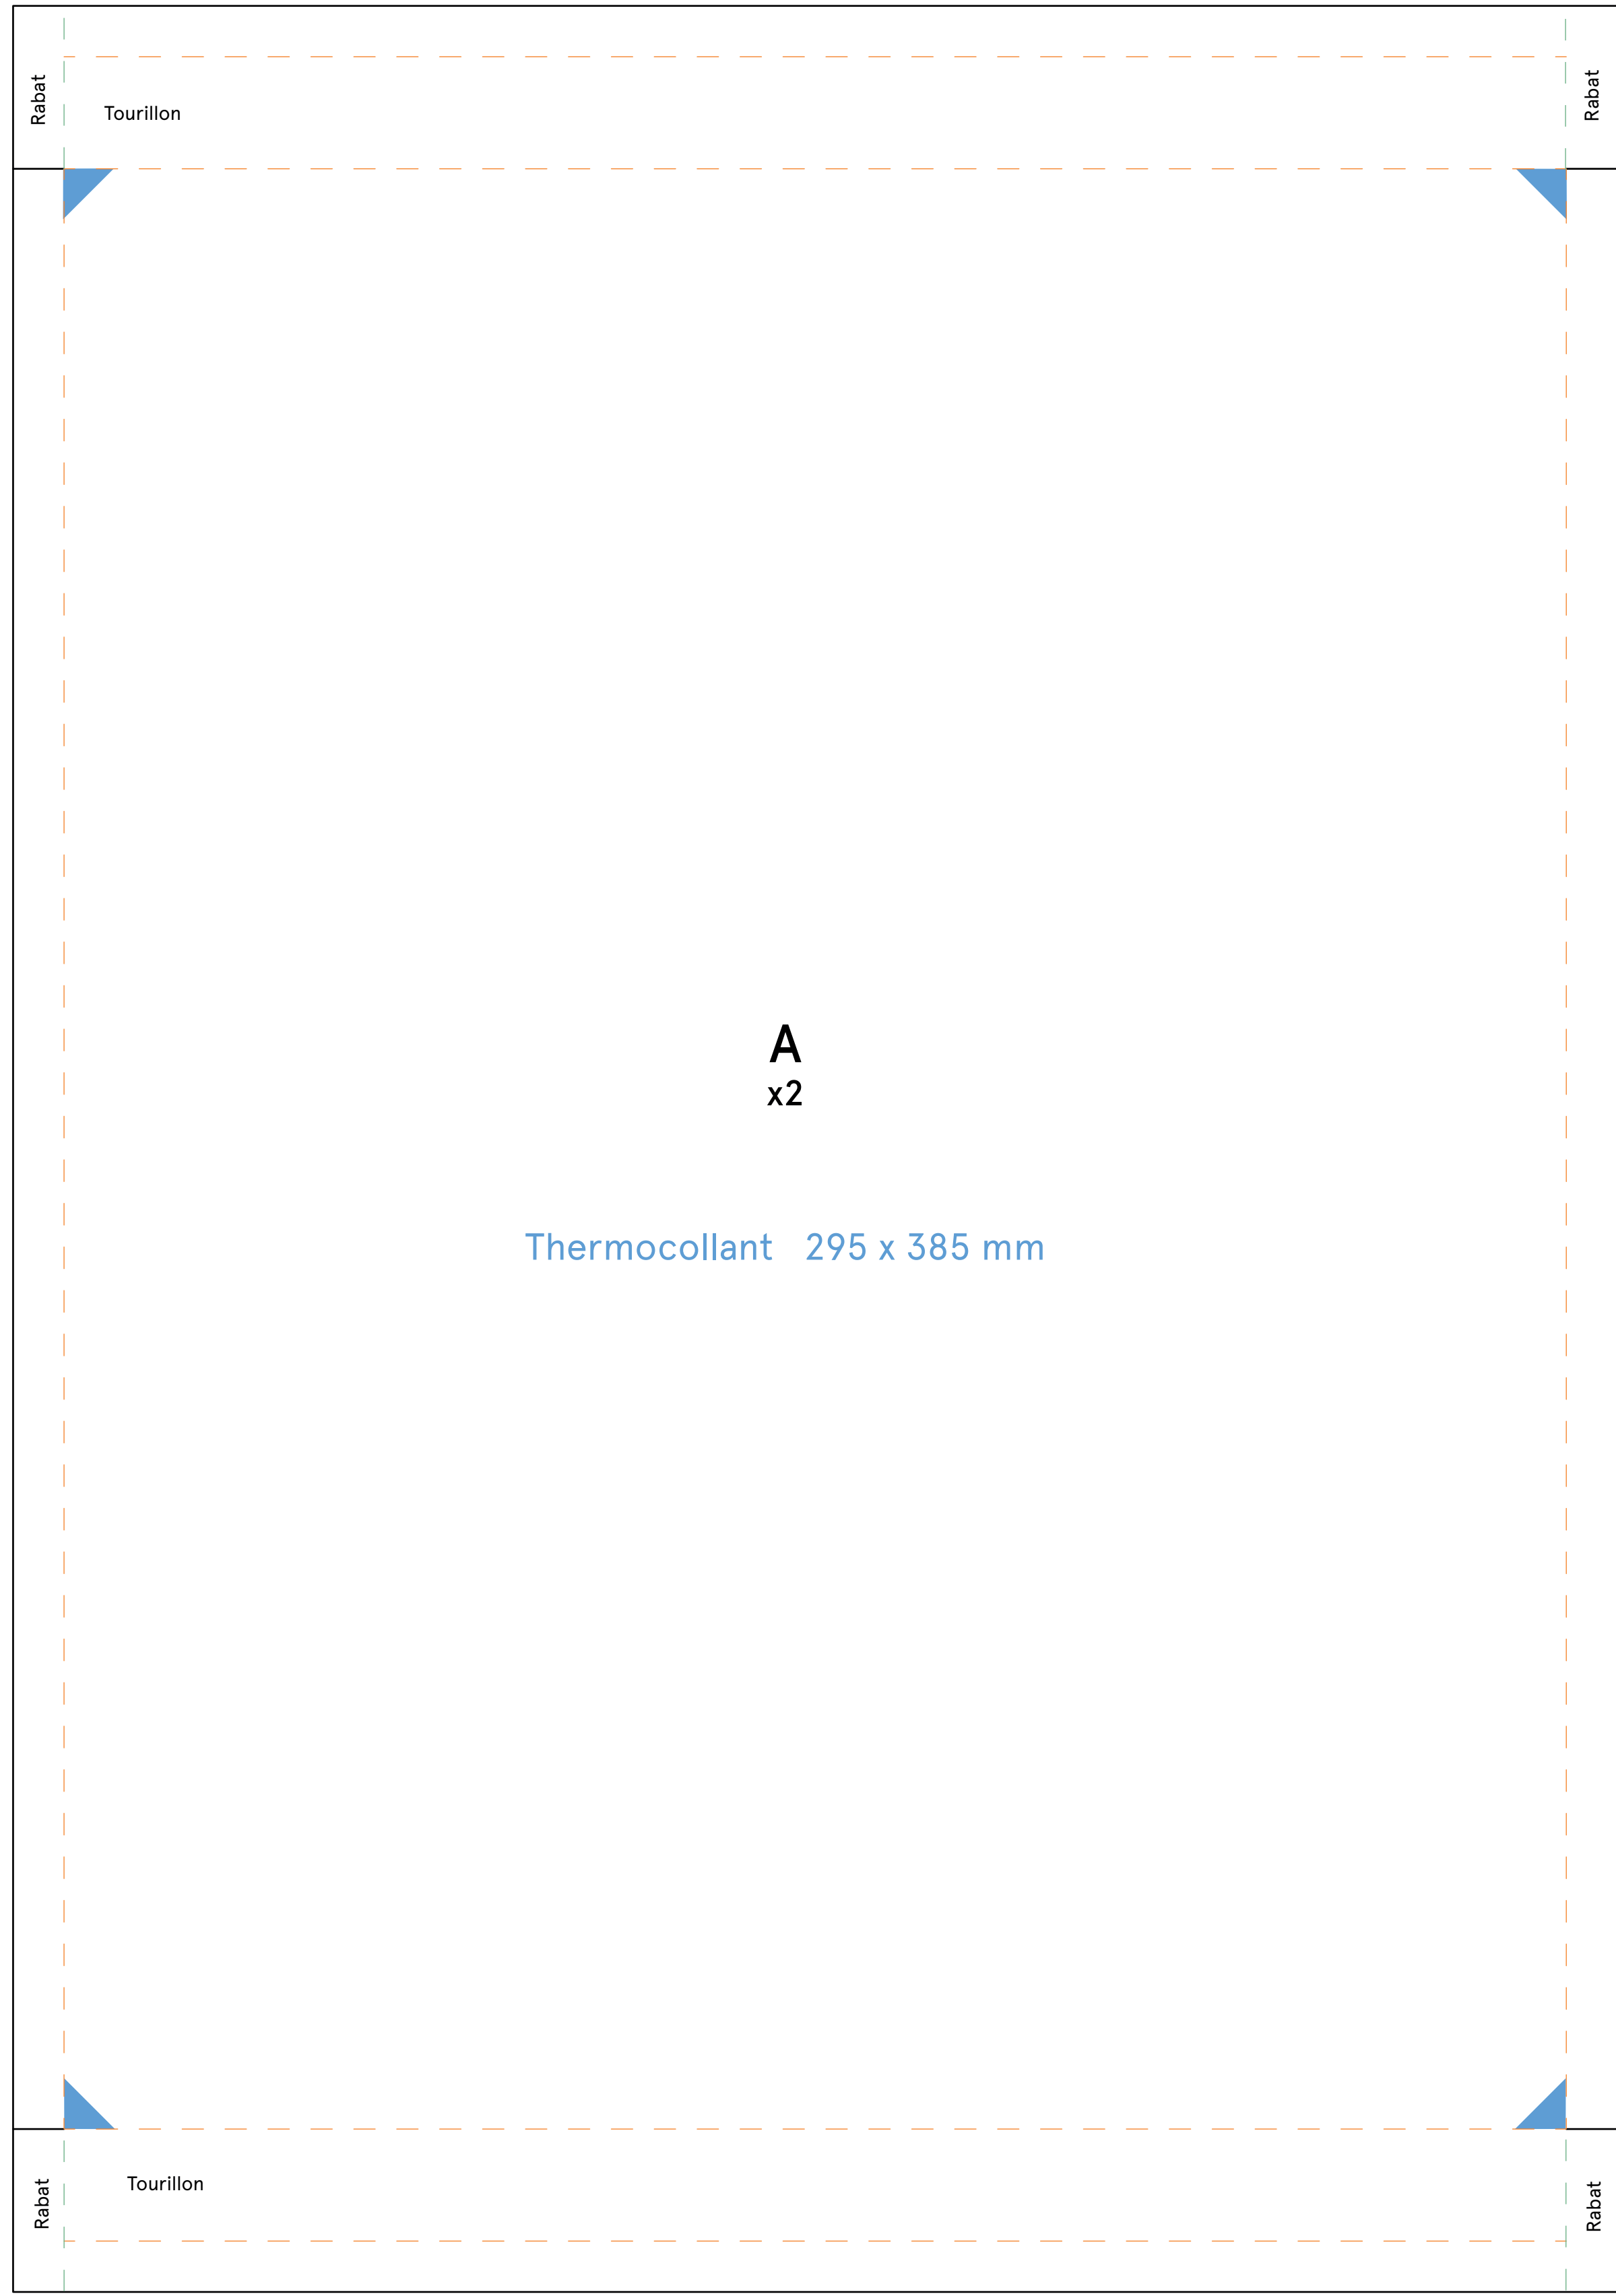 Rabat
Rabat
Tourillon
A
x2
Thermocollant 295 x 385 mm
Tourillon
Rabat
Rabat